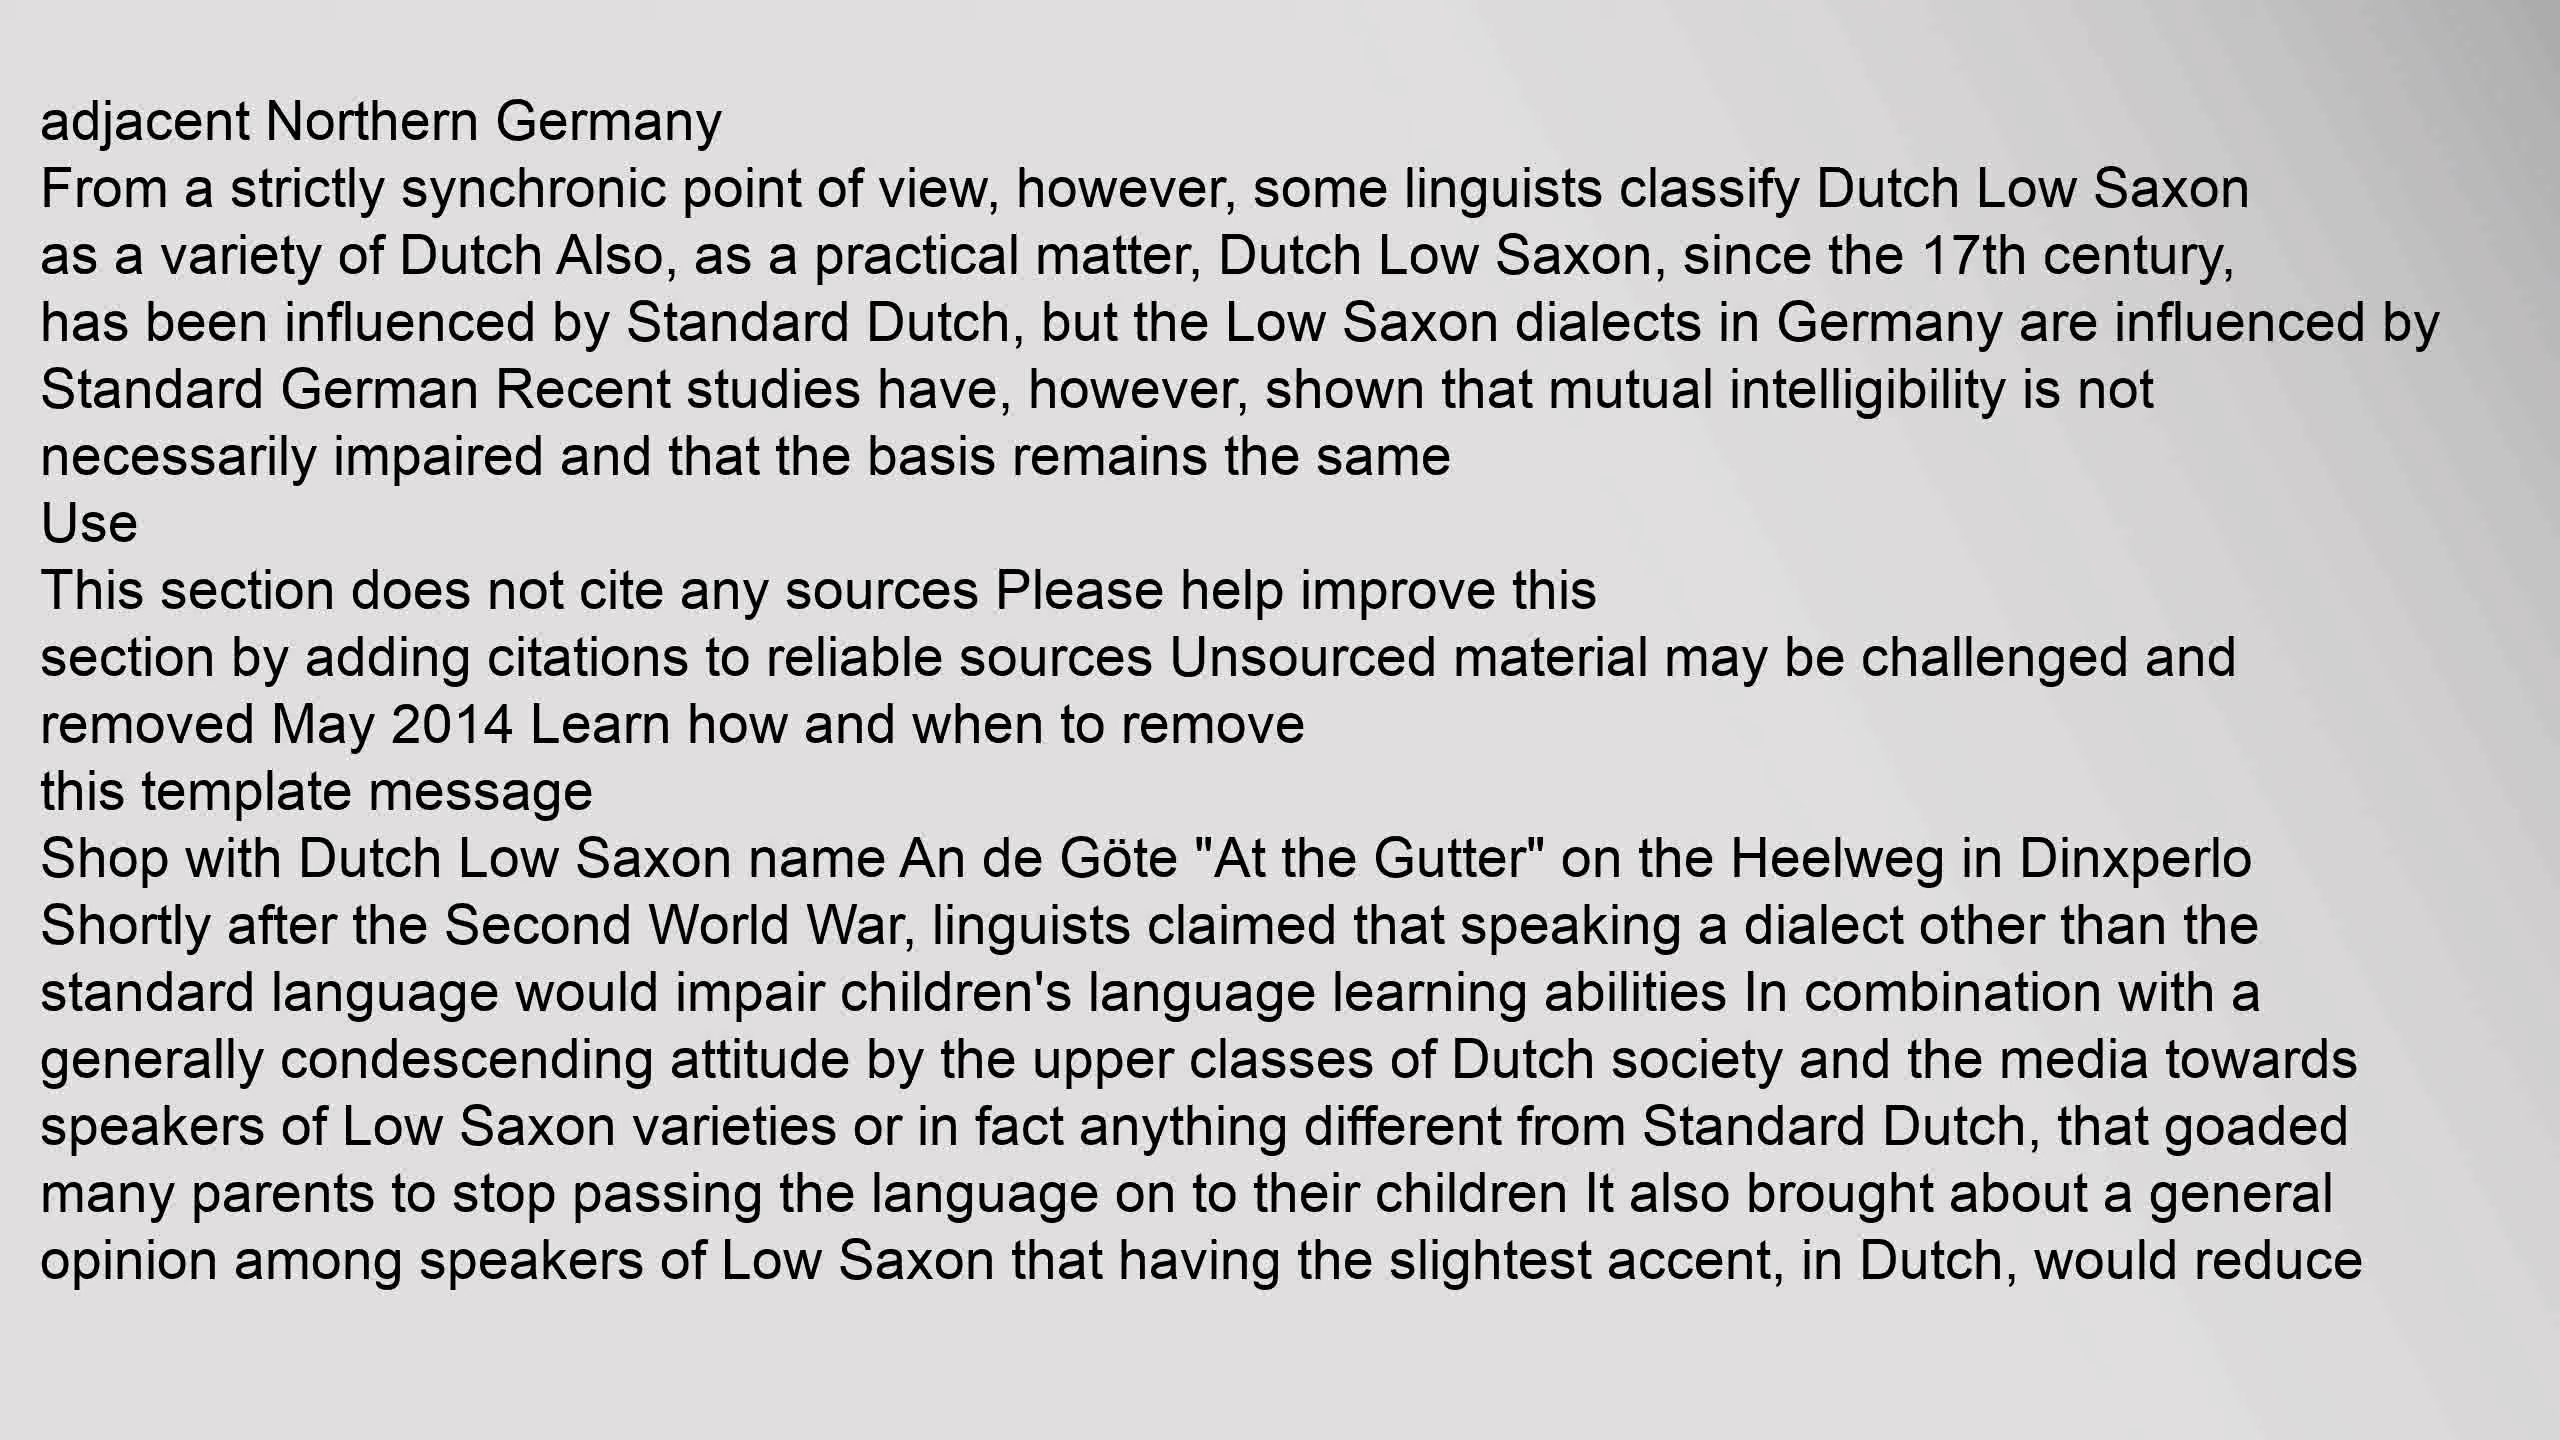 adjacent Northern Germany
From a strictly synchronic point of view, however, some linguists classify Dutch Low Saxon
as a variety of Dutch Also, as a practical matter, Dutch Low Saxon, since the 17th century,
has been influenced by Standard Dutch, but the Low Saxon dialects in Germany are influenced by
Standard German Recent studies have, however, shown that mutual intelligibility is not
necessarily impaired and that the basis remains the same
Use
This section does not cite any sources Please help improve this
section by adding citations to reliable sources Unsourced material may be challenged and
removed May 2014 Learn how and when to remove
this template message
Shop with Dutch Low Saxon name An de Göte "At the Gutter" on the Heelweg in Dinxperlo
Shortly after the Second World War, linguists claimed that speaking a dialect other than the
standard language would impair children's language learning abilities In combination with a
generally condescending attitude by the upper classes of Dutch society and the media towards
speakers of Low Saxon varieties or in fact anything different from Standard Dutch, that goaded
many parents to stop passing the language on to their children It also brought about a general
opinion among speakers of Low Saxon that having the slightest accent, in Dutch, would reduce